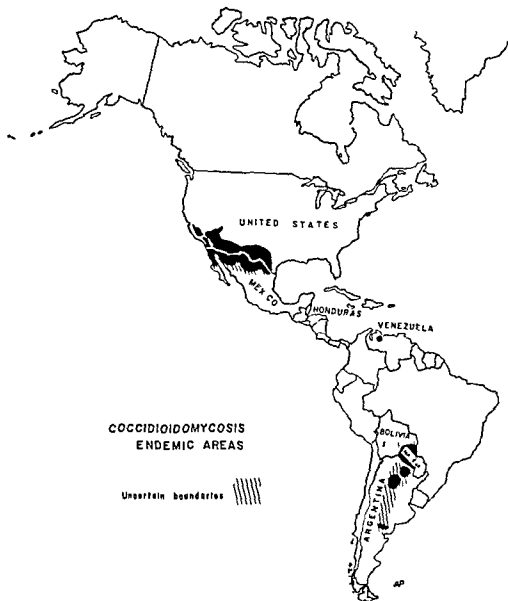 UNITED STATES
MEXICO
HONDURAS
VENEZUELA
COCCIDIOIDOMYCOSIS
ENDEMIC AREAS
BOLIVIA
Uncertain boundaries
ARGENTINA
AP